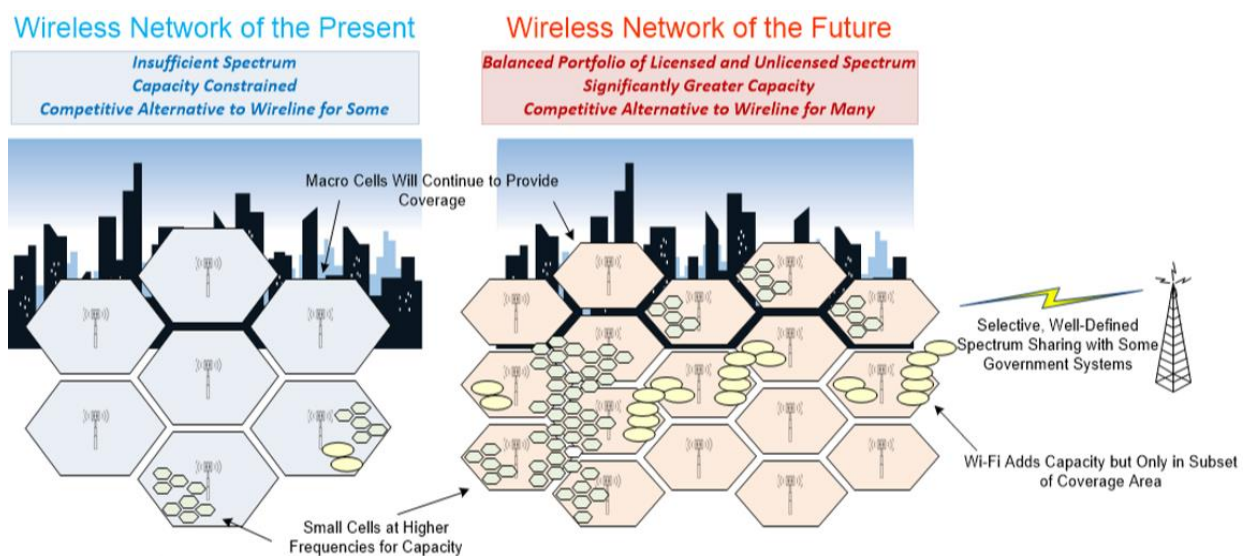 Wireless Network of the Present
Insufficient Spectrum
Capacity Constrained
Competitive Alternative to Wireline for Some
Wireless Network of the Future
Balanced Portfolio of Licensed and Unlicensed Spectrum
Significantly Greater Capacity
Competitive Alternative to Wireline for Many
Macro Cells Will Continue to Provide
Coverage
Selective, Well-Defined
Spectrum Sharing with Some
Government Systems
Wi-Fi Adds Capacity but Only in Subset
of Coverage Area
Small Cells at Higher
Frequencies for Capacity